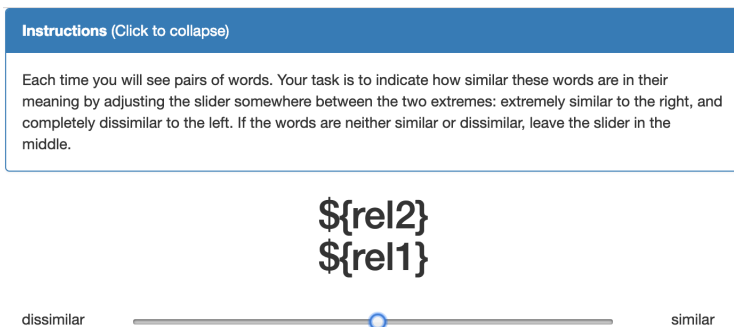 Instructions (Click to collapse)
Each time you will see pairs of words. Your task is to indicate how similar these words are in their
meaning by adjusting the slider somewhere between the two extremes: extremely similar to the right, and
completely dissimilar to the left. If the words are neither similar or dissimilar, leave the slider in the
middle.
${rel2}
${rel1}
dissimilar similar